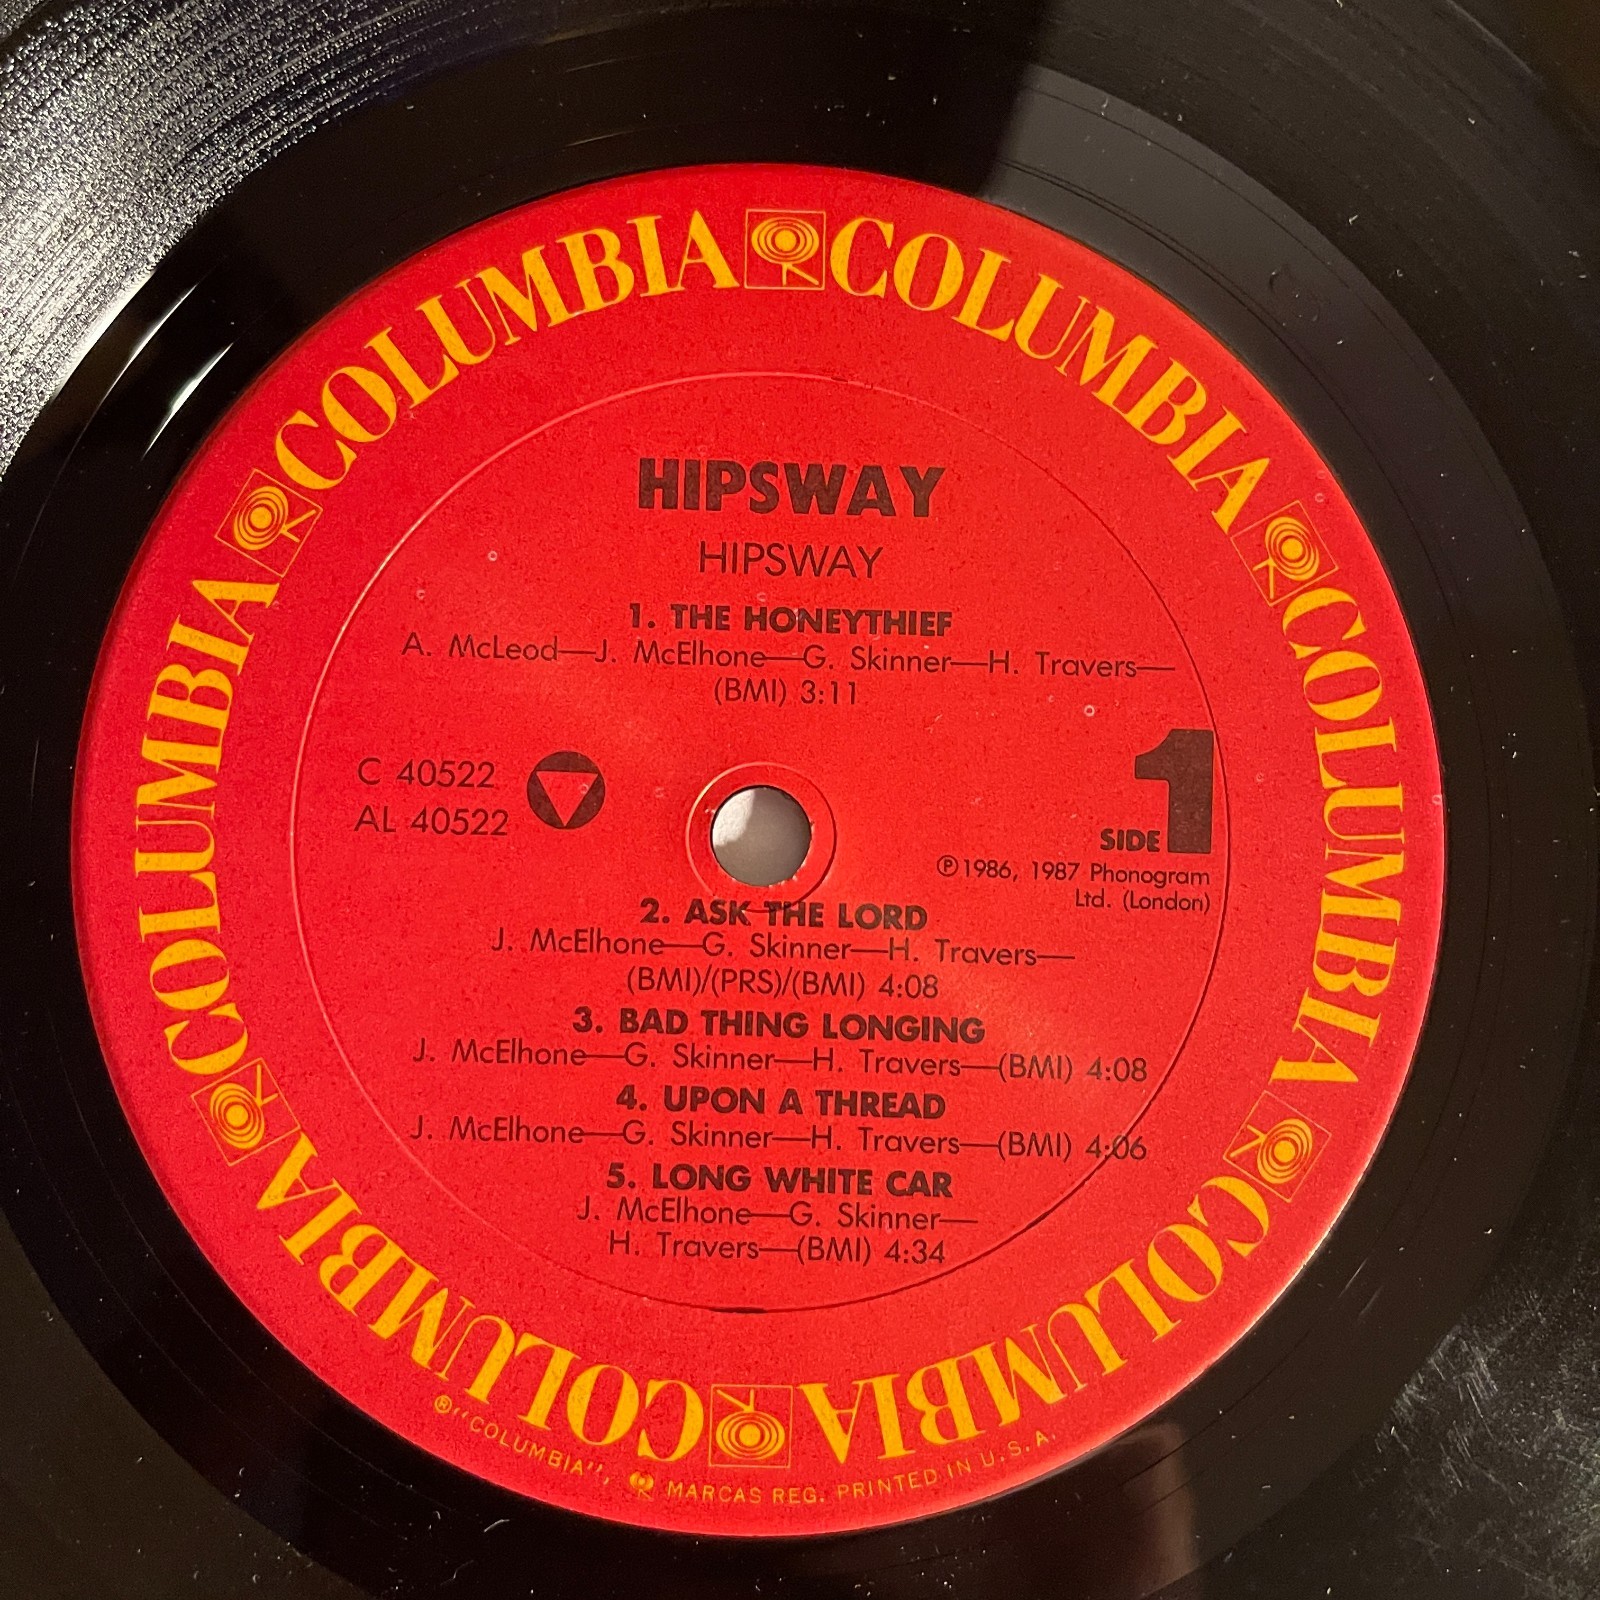 COLUMBIA COLUMBIA COLUMBIA COLUMBIA COLUMBIA COLUMBIA
HIPSWAY
HIPSWAY
1. THE HONEYTHIEF
A. McLeod—J. McElhone—G. Skinner—H. Travers—
(BMI) 3:11
C 40522
AL 40522
SIDE 1
℗1986, 1987 Phonogram
Ltd. (London)
2. ASK THE LORD
J. McElhone—G. Skinner—H. Travers—
(BMI)/(PRS)/(BMI) 4:08
3. BAD THING LONGING
J. McElhone—G. Skinner—H. Travers—(BMI) 4:08
4. UPON A THREAD
J. McElhone—G. Skinner—H. Travers—(BMI) 4:06
5. LONG WHITE CAR
J. McElhone—G. Skinner—
H. Travers—(BMI) 4:34
®"COLUMBIA", MARCAS REG. PRINTED IN U.S.A.